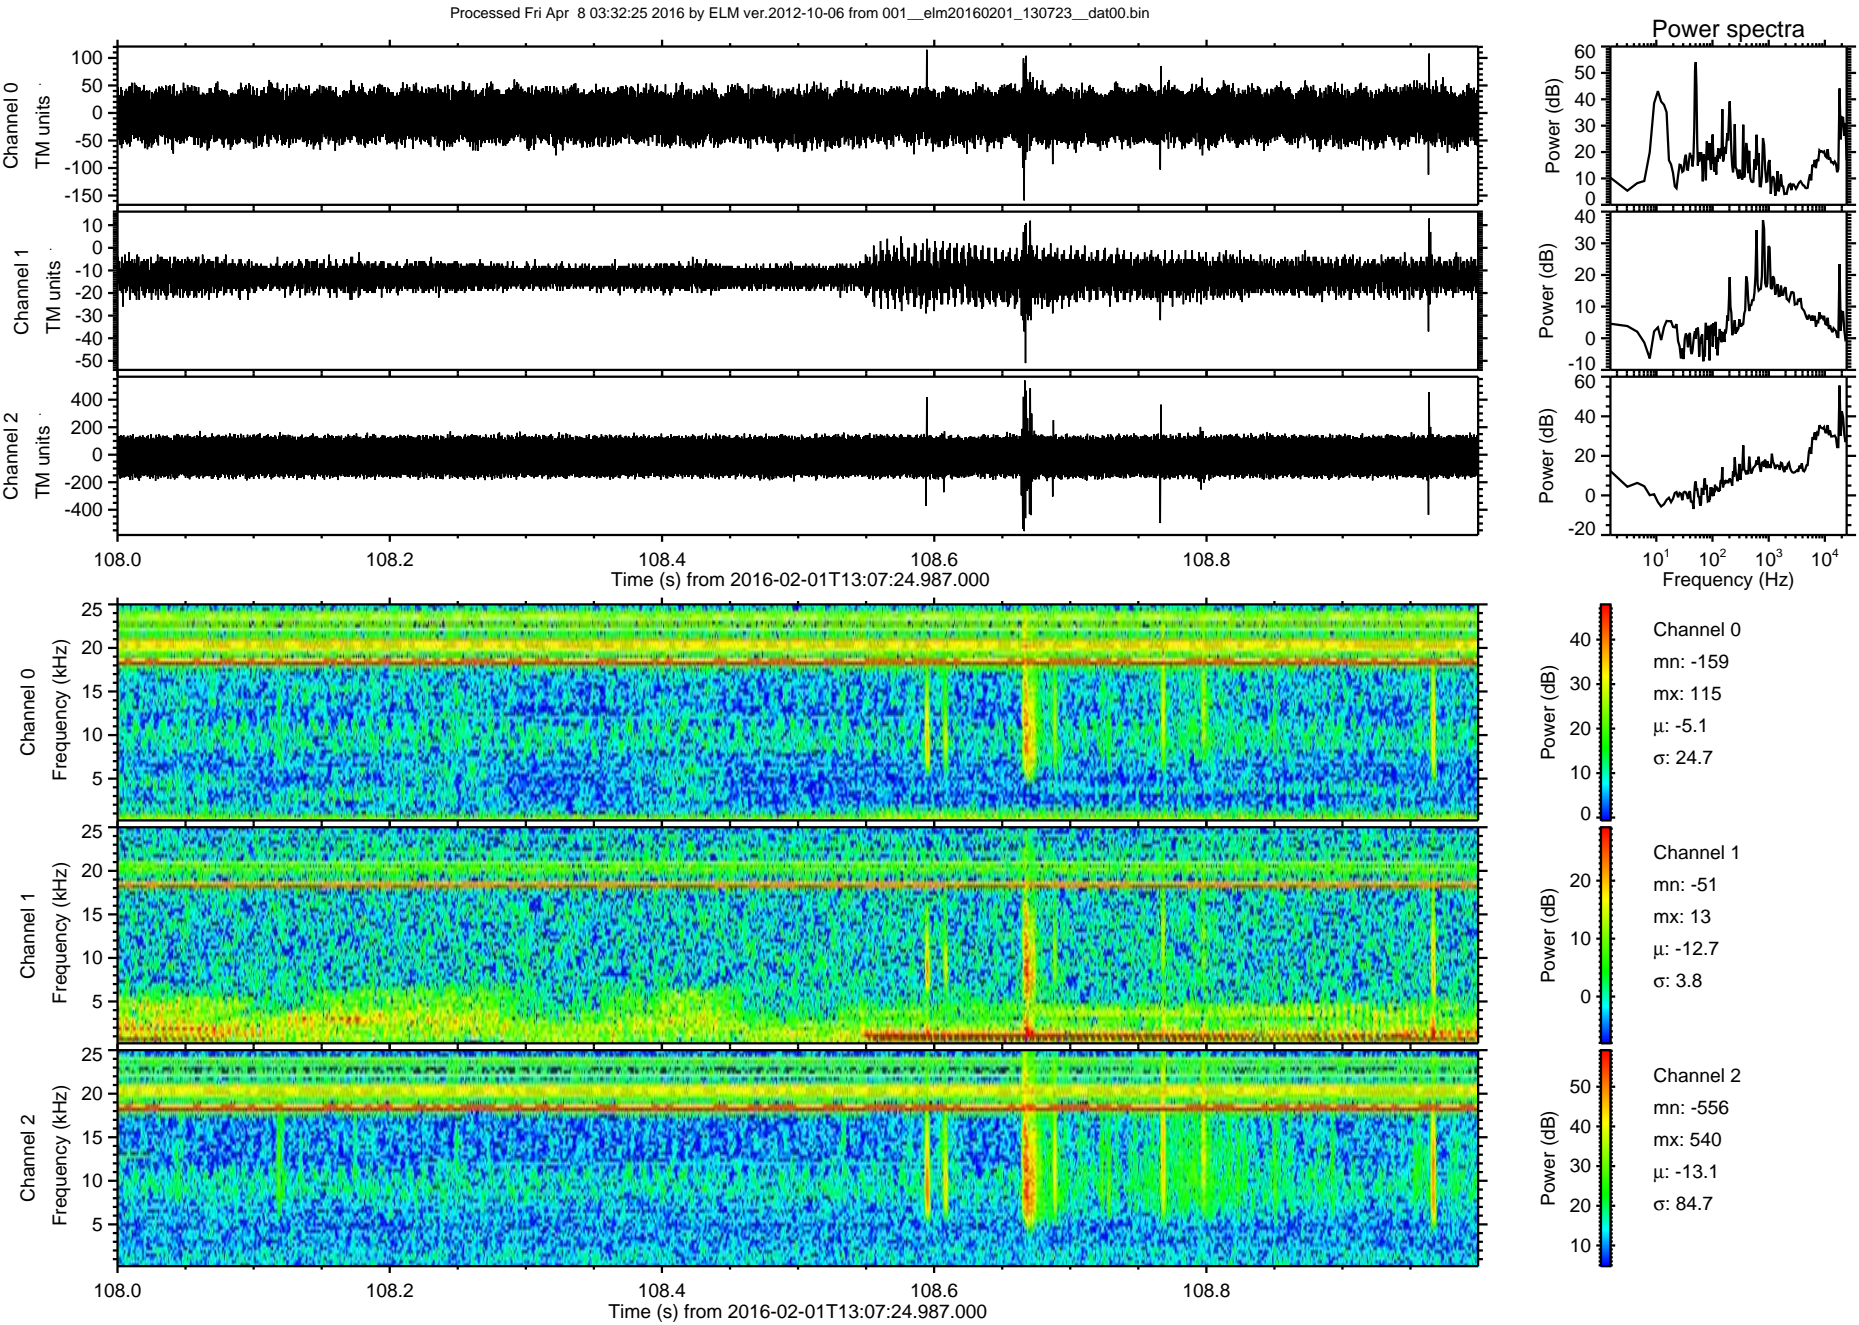 Processed Fri Apr  8 03:32:25 2016 by ELM ver.2012-10-06 from 001__elm20160201_130723__dat00.bin
Power spectra
Channel 0
TM units
100
50
0
-50
-100
-150
Power (dB)
60
50
40
30
20
10
0
Channel 1
TM units
10
0
-10
-20
-30
-40
-50
Power (dB)
40
30
20
10
0
-10
Channel 2
TM units
400
200
0
-200
-400
Power (dB)
60
40
20
0
-20
108.0 108.2 108.4 108.6 108.8
Time (s) from 2016-02-01T13:07:24.987.000
10^1 10^2 10^3 10^4
Frequency (Hz)
Channel 0
Frequency (kHz)
25
20
15
10
5
Power (dB)
40
30
20
10
0
Channel 0
mn: -159
mx: 115
μ: -5.1
σ: 24.7
Channel 1
Frequency (kHz)
25
20
15
10
5
Power (dB)
20
10
0
Channel 1
mn: -51
mx: 13
μ: -12.7
σ: 3.8
Channel 2
Frequency (kHz)
25
20
15
10
5
Power (dB)
50
40
30
20
10
Channel 2
mn: -556
mx: 540
μ: -13.1
σ: 84.7
108.0 108.2 108.4 108.6 108.8
Time (s) from 2016-02-01T13:07:24.987.000